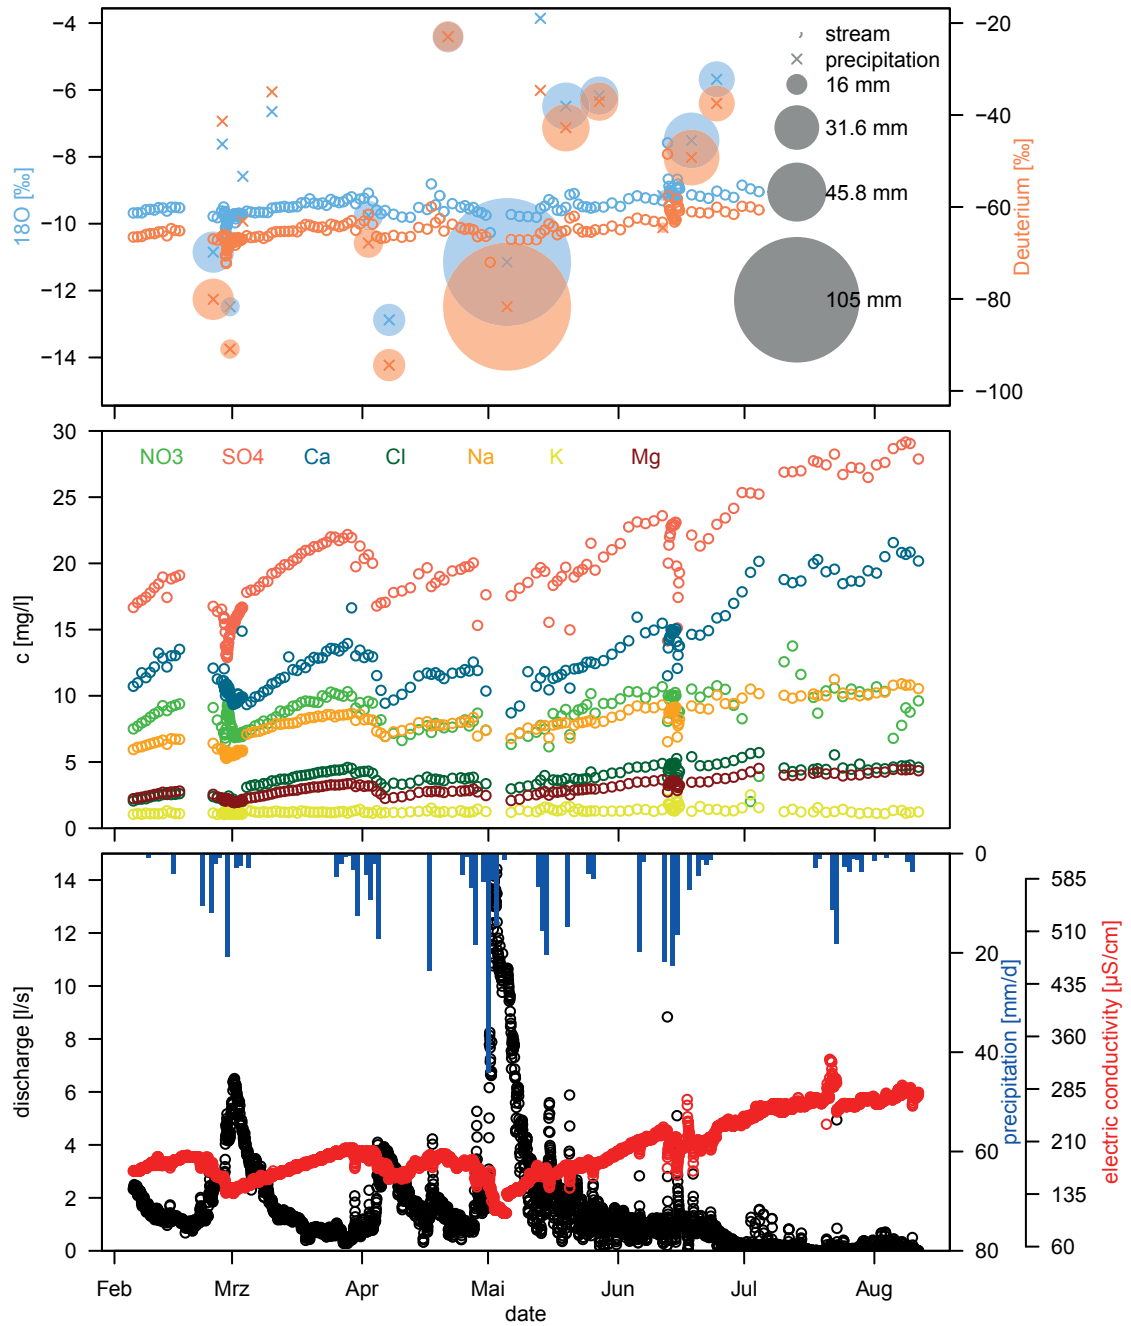 −4
−6
−8
−10
−12
−14
18O [‰]
−20
−40
−60
−80
−100
Deuterium [‰]
stream
precipitation
16 mm
31.6 mm
45.8 mm
105 mm
Feb Mrz Apr Mai Jun Jul Aug
30
25
20
15
10
5
0
c [mg/l]
NO3 SO4 Ca Cl Na K Mg
14
12
10
8
6
4
2
0
discharge [l/s]
0
20
40
60
80
precipitation [mm/d]
585
510
435
360
285
210
135
60
electric conductivity [µS/cm]
date